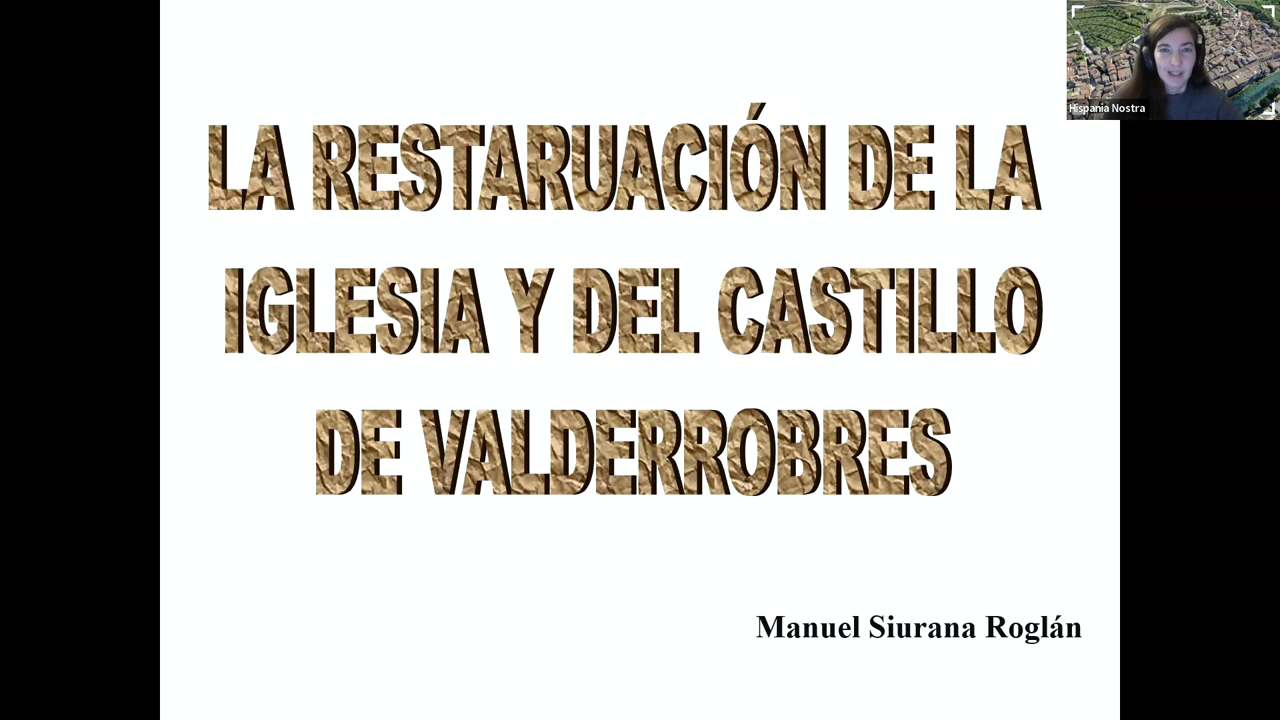 Hispania Nostra
LA RESTARUACIÓN DE LA
IGLESIA Y DEL CASTILLO
DE VALDERROBRES
Manuel Siurana Roglán